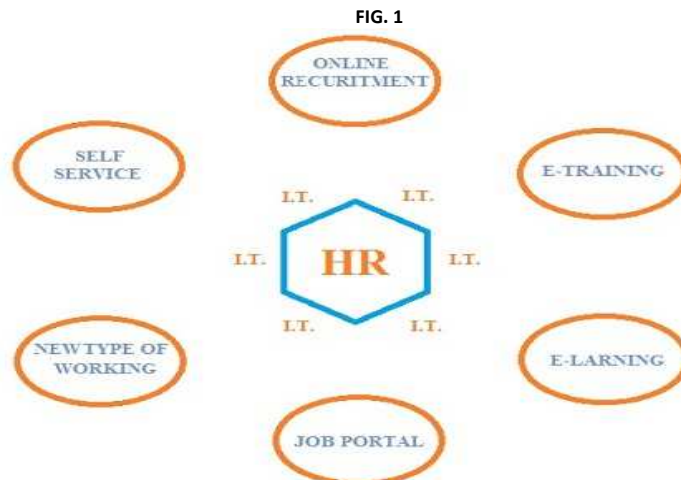 FIG. 1
ONLINE
RECURITMENT
SELF
SERVICE
E-TRAINING
I.T.
I.T.
I.T.
HR
I.T.
I.T.
I.T.
NEW TYPE OF
WORKING
E-LARNING
JOB PORTAL